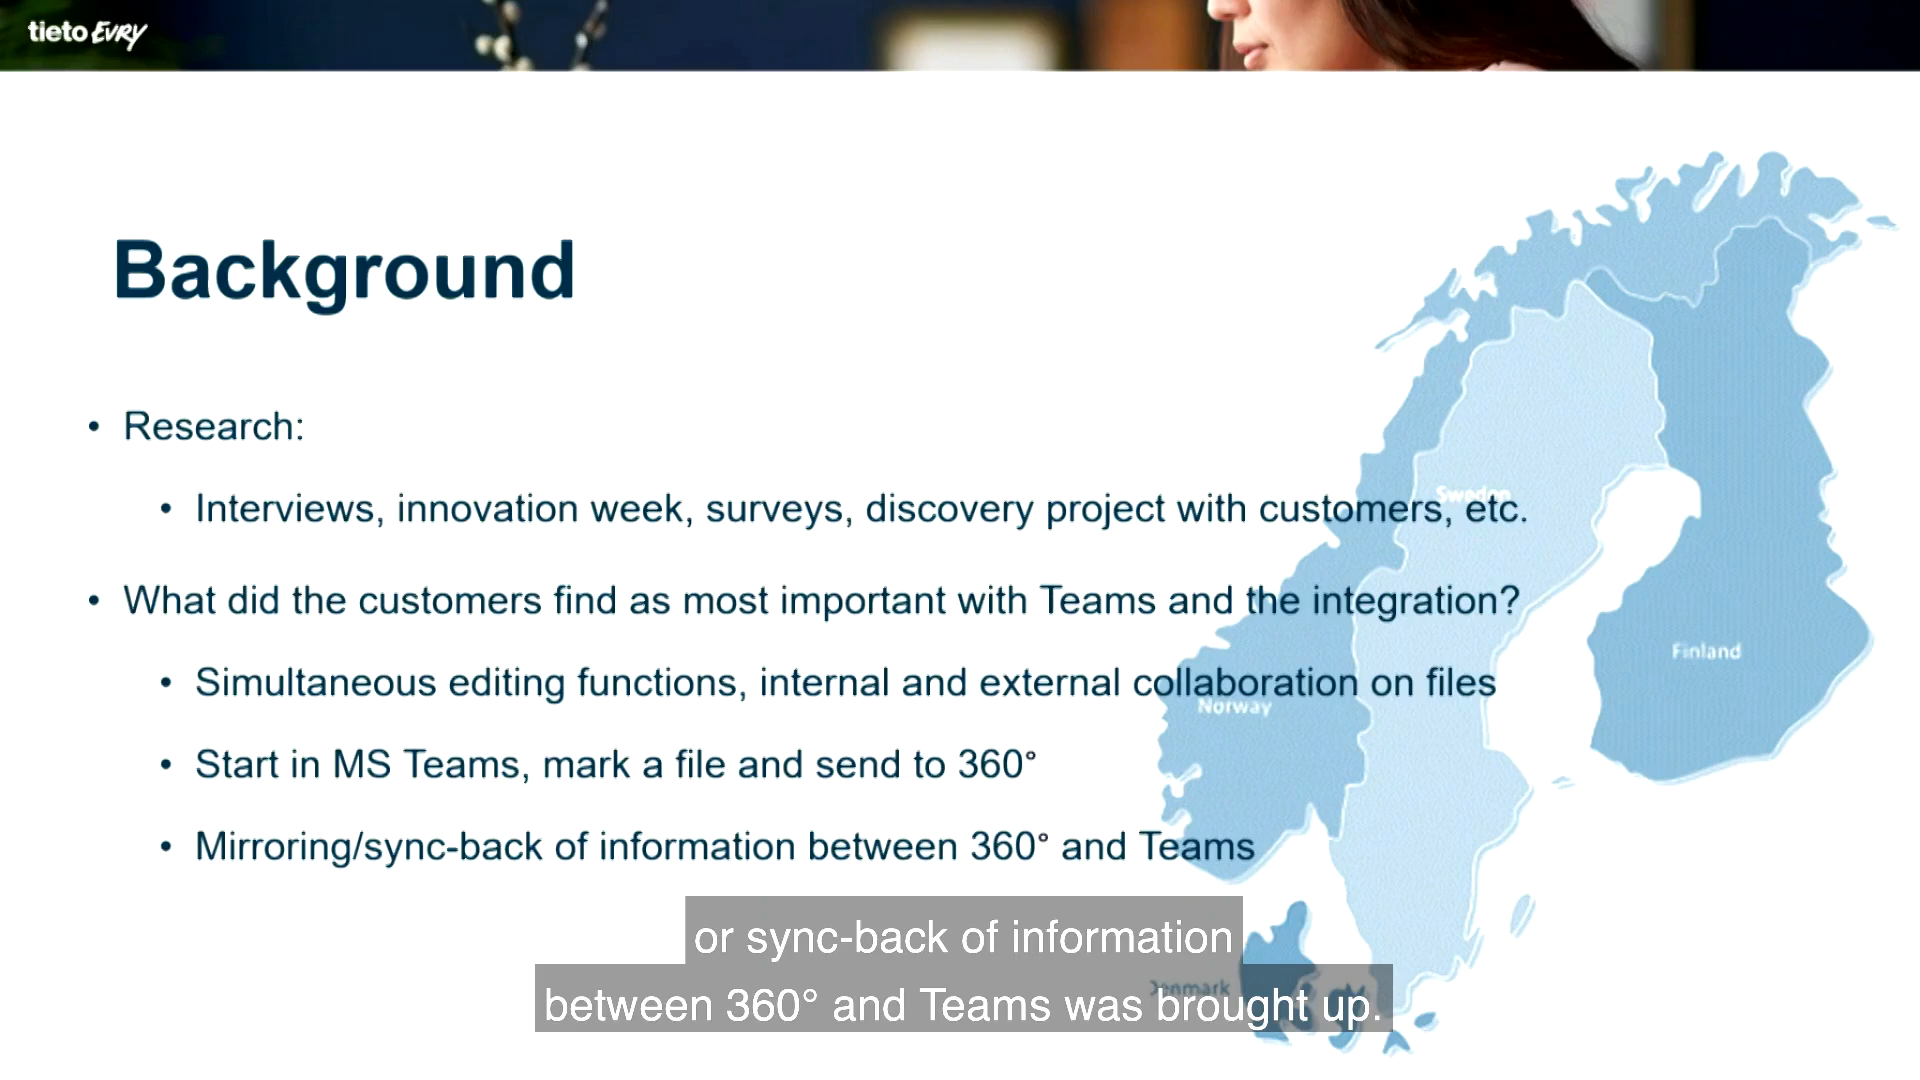 tieto EVRY
Background
• Research:
• Interviews, innovation week, surveys, discovery project with customers, etc.
• What did the customers find as most important with Teams and the integration?
• Simultaneous editing functions, internal and external collaboration on files
• Start in MS Teams, mark a file and send to 360°
• Mirroring/sync-back of information between 360° and Teams
Sweden
Finland
Norway
Denmark
or sync-back of information
between 360° and Teams was brought up.